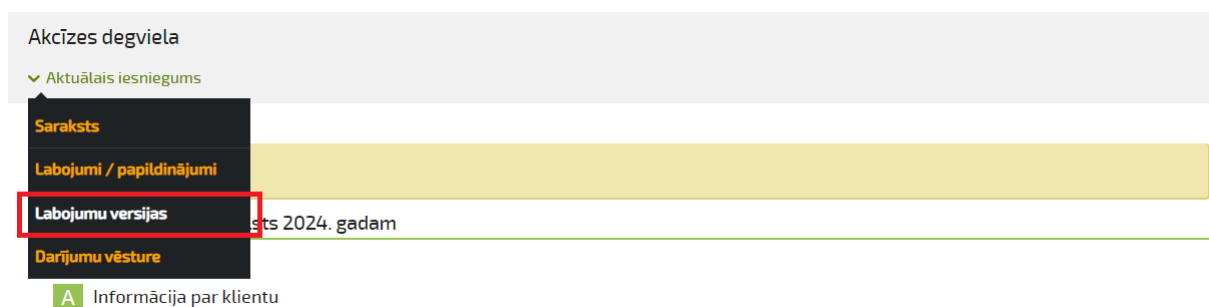 Akcīzes degviela
Aktuālais iesniegums
Saraksts
Labojumi / papildinājumi
Labojumu versijas
sts 2024. gadam
Darījumu vēsture
A Informācija par klientu